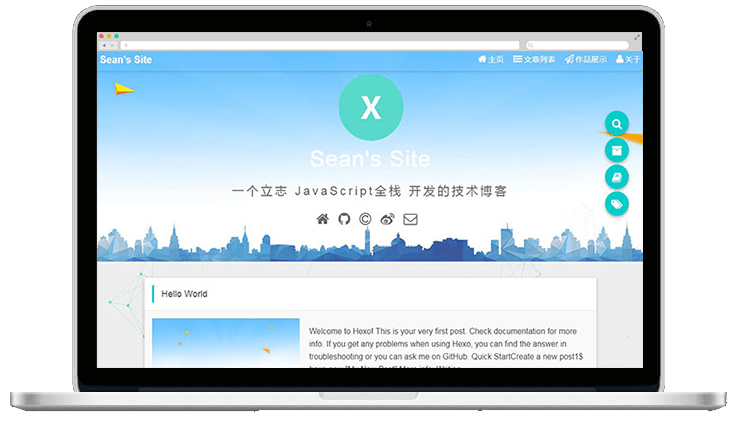 Sean's Site
主页 文章列表 作品展示 关于
X
Sean's Site
一个立志 JavaScript全栈 开发的技术博客
Hello World
Welcome to Hexo! This is your very first post. Check documentation for more
info. If you get any problems when using Hexo, you can find the answer in
troubleshooting or you can ask me on GitHub. Quick StartCreate a new post1$